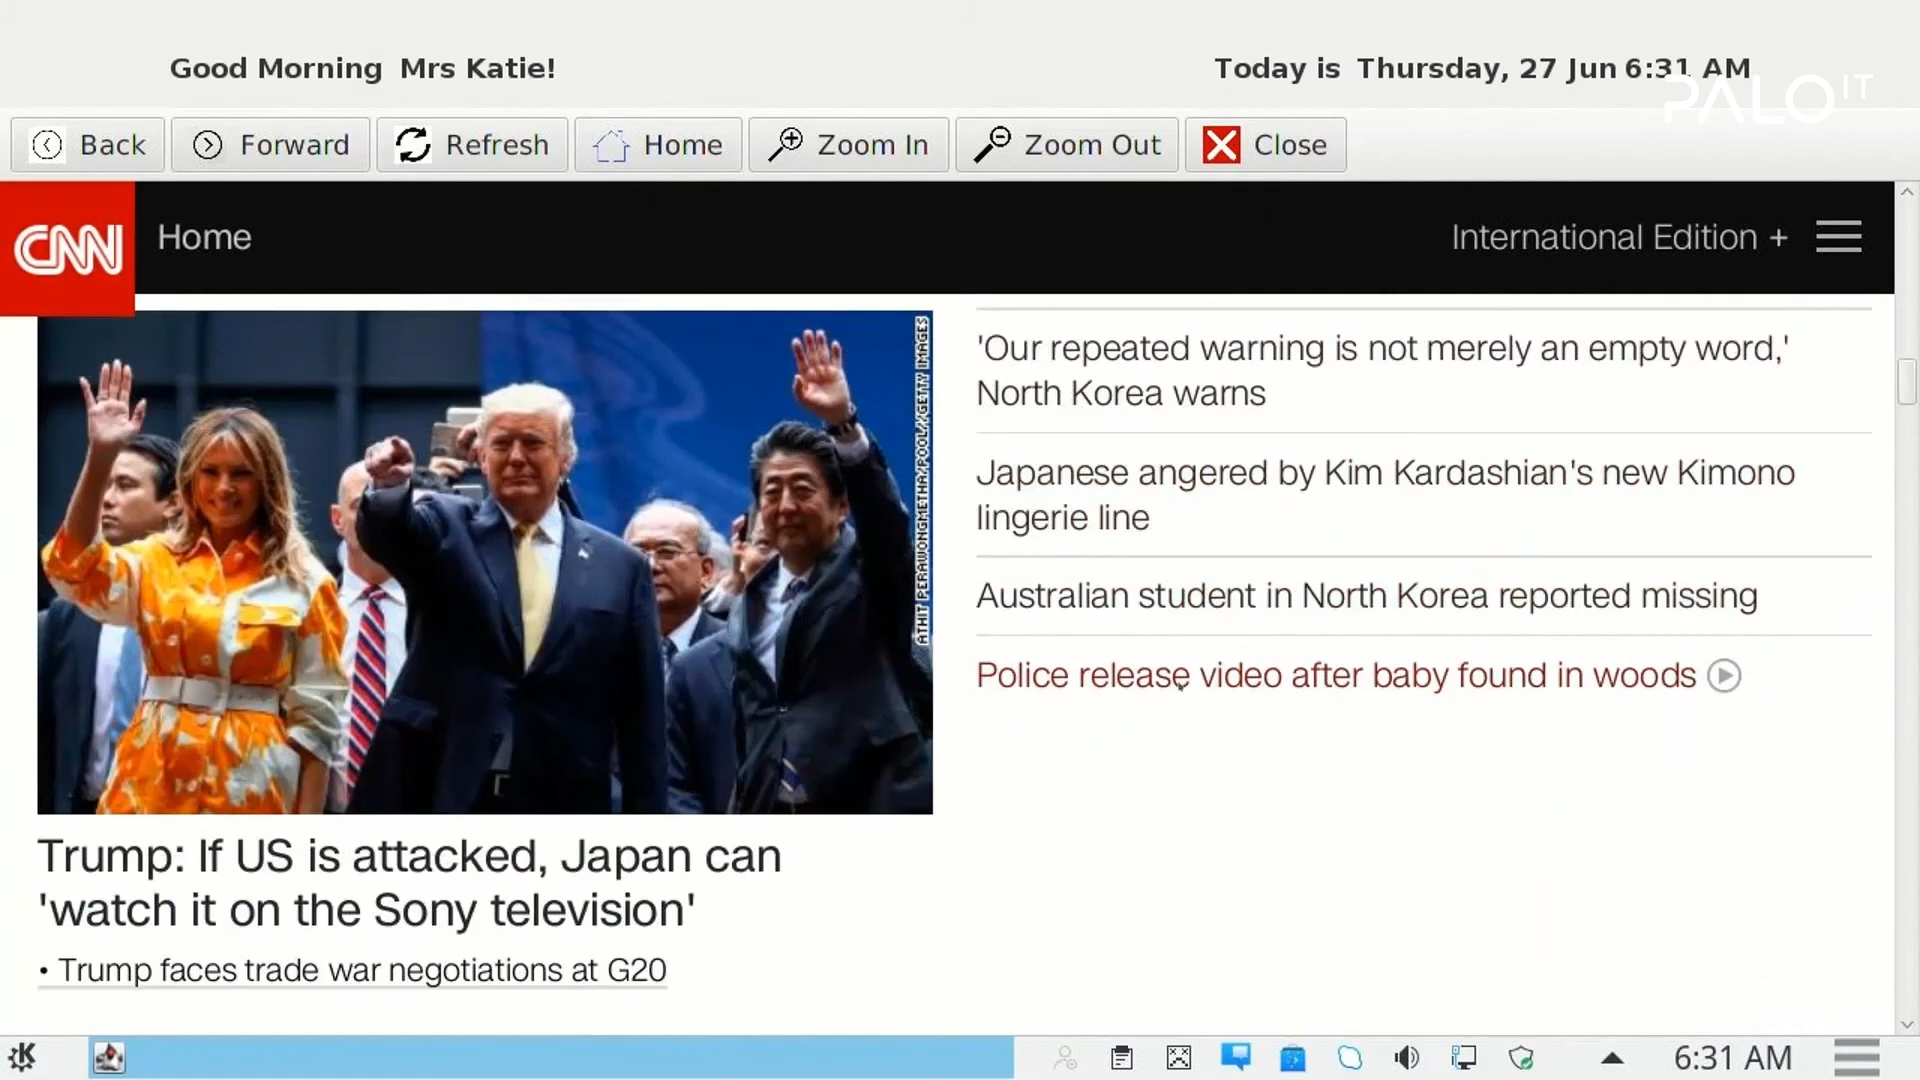 Good Morning Mrs Katie!
Today is Thursday, 27 Jun 6:31 AM
PALO IT
Back
Forward
Refresh
Home
Zoom In
Zoom Out
Close
CNN
Home
International Edition +
ATHIT PERAWONGMETHA/POOL/GETTY IMAGES
Trump: If US is attacked, Japan can
'watch it on the Sony television'
• Trump faces trade war negotiations at G20
'Our repeated warning is not merely an empty word,'
North Korea warns
Japanese angered by Kim Kardashian's new Kimono
lingerie line
Australian student in North Korea reported missing
Police release video after baby found in woods
6:31 AM